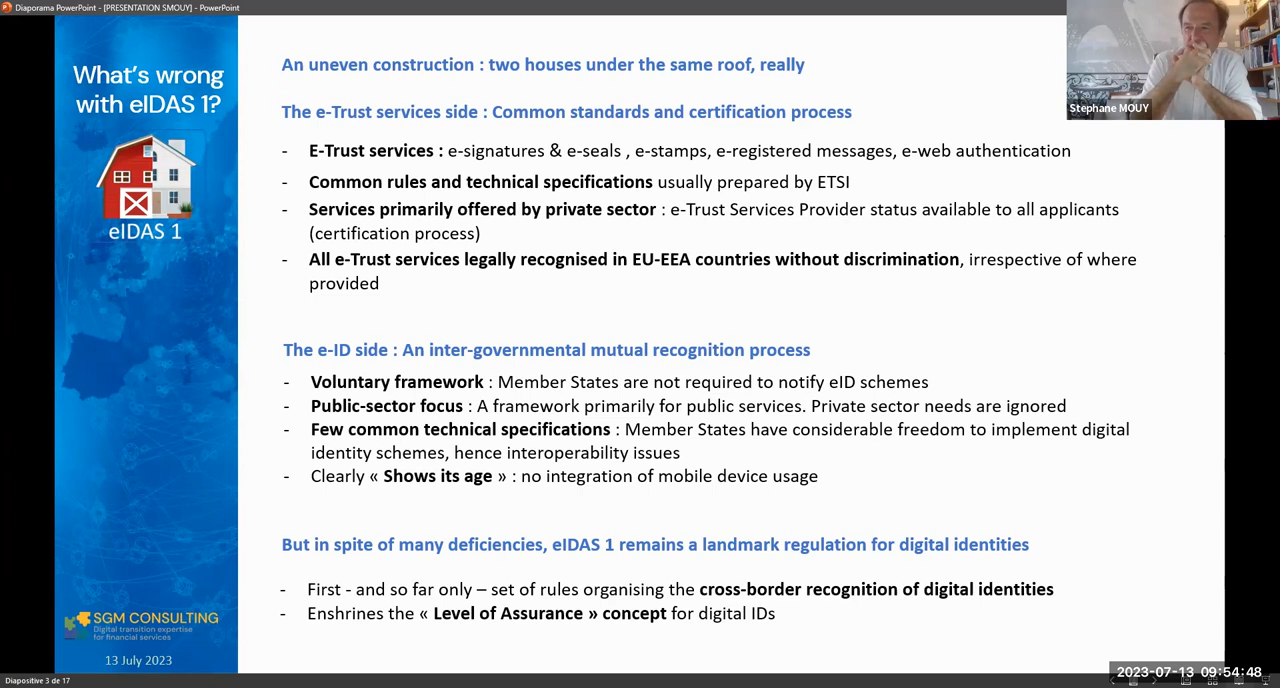 Diaporama PowerPoint - [PRESENTATION SMOUY] - PowerPoint
What's wrong
with eIDAS 1?
eIDAS 1
An uneven construction : two houses under the same roof, really
Stephane MOUY
The e-Trust services side : Common standards and certification process
- E-Trust services : e-signatures & e-seals , e-stamps, e-registered messages, e-web authentication
- Common rules and technical specifications usually prepared by ETSI
- Services primarily offered by private sector : e-Trust Services Provider status available to all applicants
(certification process)
- All e-Trust services legally recognised in EU-EEA countries without discrimination, irrespective of where
provided
The e-ID side : An inter-governmental mutual recognition process
- Voluntary framework : Member States are not required to notify eID schemes
- Public-sector focus : A framework primarily for public services. Private sector needs are ignored
- Few common technical specifications : Member States have considerable freedom to implement digital
identity schemes, hence interoperability issues
- Clearly « Shows its age » : no integration of mobile device usage
But in spite of many deficiencies, eIDAS 1 remains a landmark regulation for digital identities
- First - and so far only – set of rules organising the cross-border recognition of digital identities
- Enshrines the « Level of Assurance » concept for digital IDs
SGM CONSULTING
Digital transition expertise
for financial services
13 July 2023
Diapositive 3 de 17
2023-07-13 09:54:48